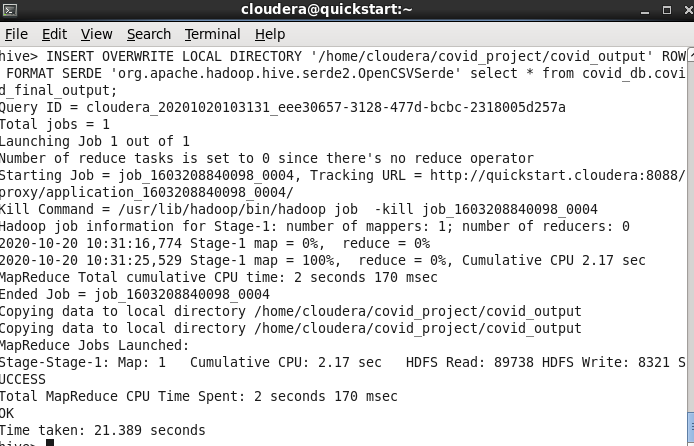 cloudera@quickstart:~
File Edit View Search Terminal Help
hive> INSERT OVERWRITE LOCAL DIRECTORY '/home/cloudera/covid_project/covid_output' ROW
 FORMAT SERDE 'org.apache.hadoop.hive.serde2.OpenCSVSerde' select * from covid_db.covi
d_final_output;
Query ID = cloudera_20201020103131_eee30657-3128-477d-bcbc-2318005d257a
Total jobs = 1
Launching Job 1 out of 1
Number of reduce tasks is set to 0 since there's no reduce operator
Starting Job = job_1603208840098_0004, Tracking URL = http://quickstart.cloudera:8088/
proxy/application_1603208840098_0004/
Kill Command = /usr/lib/hadoop/bin/hadoop job  -kill job_1603208840098_0004
Hadoop job information for Stage-1: number of mappers: 1; number of reducers: 0
2020-10-20 10:31:16,774 Stage-1 map = 0%,  reduce = 0%
2020-10-20 10:31:25,529 Stage-1 map = 100%,  reduce = 0%, Cumulative CPU 2.17 sec
MapReduce Total cumulative CPU time: 2 seconds 170 msec
Ended Job = job_1603208840098_0004
Copying data to local directory /home/cloudera/covid_project/covid_output
Copying data to local directory /home/cloudera/covid_project/covid_output
MapReduce Jobs Launched:
Stage-Stage-1: Map: 1   Cumulative CPU: 2.17 sec   HDFS Read: 89738 HDFS Write: 8321 S
UCCESS
Total MapReduce CPU Time Spent: 2 seconds 170 msec
OK
Time taken: 21.389 seconds
hive>